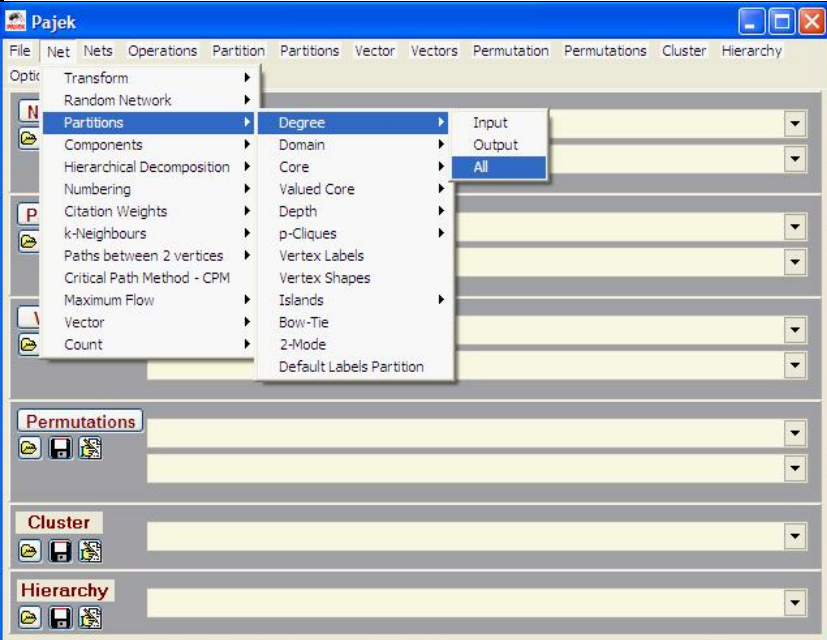 Pajek
File Net Nets Operations Partition Partitions Vector Vectors Permutation Permutations Cluster Hierarchy
Optic
Transform
Random Network
Partitions
Components
Hierarchical Decomposition
Numbering
Citation Weights
k-Neighbours
Paths between 2 vertices
Critical Path Method - CPM
Maximum Flow
Vector
Count
Degree
Domain
Core
Valued Core
Depth
p-Cliques
Vertex Labels
Vertex Shapes
Islands
Bow-Tie
2-Mode
Default Labels Partition
Input
Output
All
N
P
V
Permutations
Cluster
Hierarchy